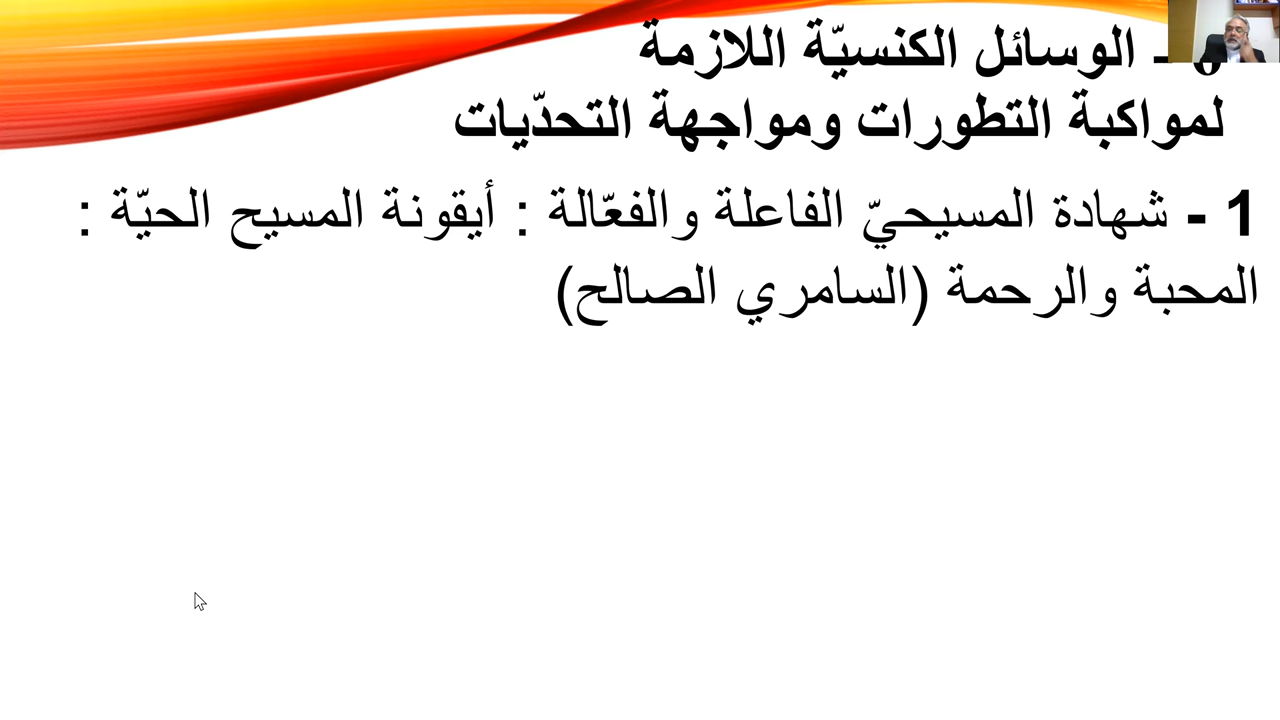 - الوسائل الكنسيّة اللازمة
لمواكبة التطورات ومواجهة التحدّيات
1 - شهادة المسيحيّ الفاعلة والفعّالة : أيقونة المسيح الحيّة :
المحبة والرحمة (السامري الصالح)